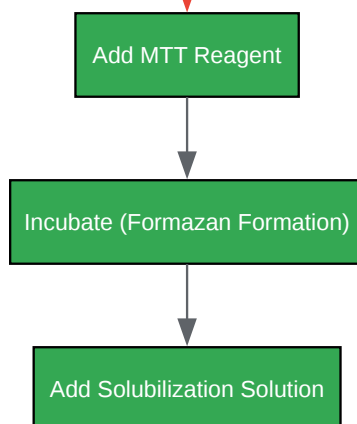 Add MTT Reagent
Incubate (Formazan Formation)
Add Solubilization Solution